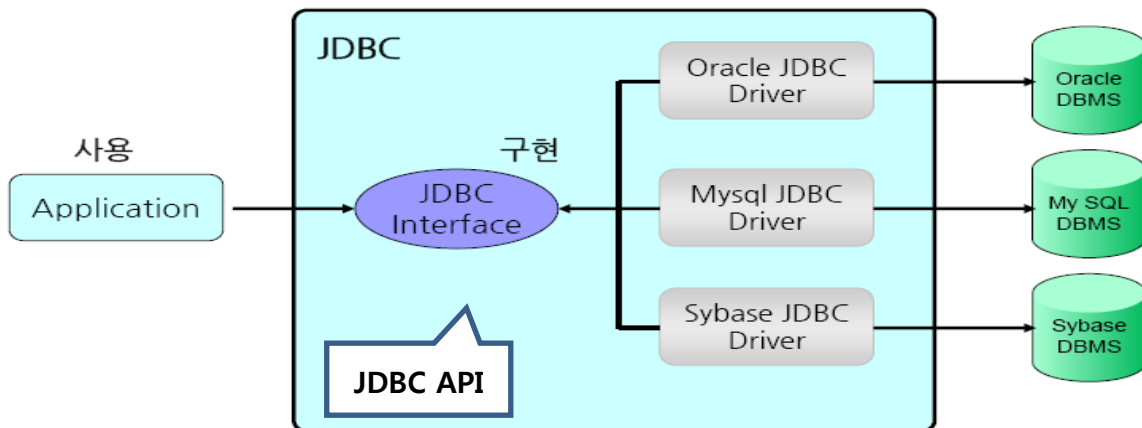 JDBC
Oracle JDBC
Driver
Oracle
DBMS
사용
구현
Application
JDBC
Interface
Mysql JDBC
Driver
My SQL
DBMS
Sybase JDBC
Driver
Sybase
DBMS
JDBC API